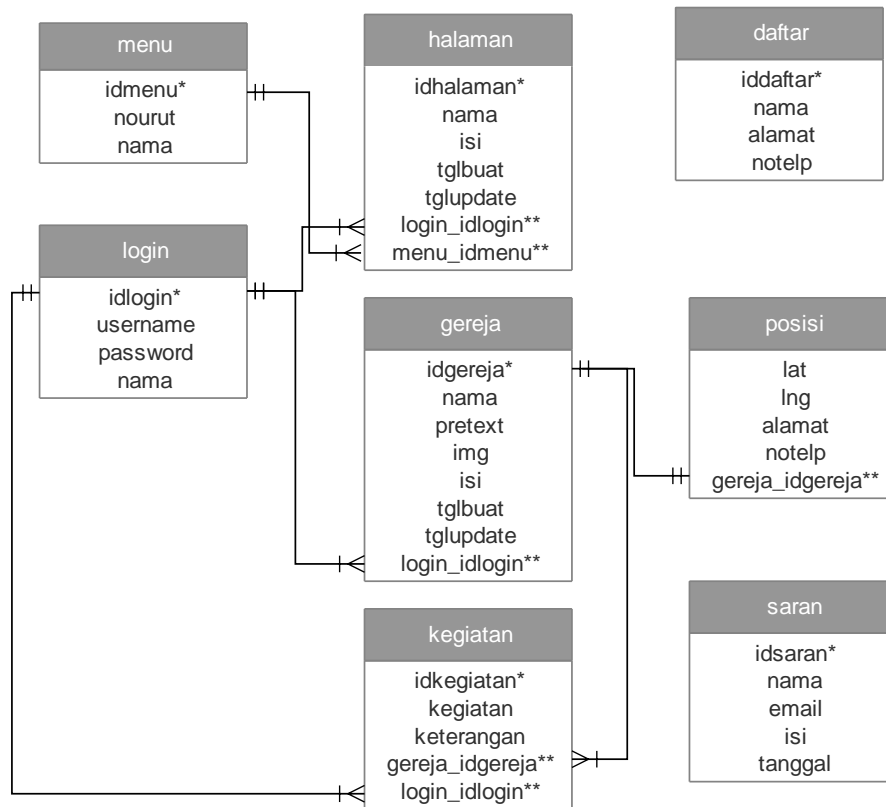 menu
idmenu*
nourut
nama
halaman
idhalaman*
nama
isi
tglbuat
tglupdate
login_idlogin**
menu_idmenu**
daftar
iddaftar*
nama
alamat
notelp
login
idlogin*
username
password
nama
gereja
idgereja*
nama
pretext
img
isi
tglbuat
tglupdate
login_idlogin**
posisi
lat
lng
alamat
notelp
gereja_idgereja**
kegiatan
idkegiatan*
kegiatan
keterangan
gereja_idgereja**
login_idlogin**
saran
idsaran*
nama
email
isi
tanggal